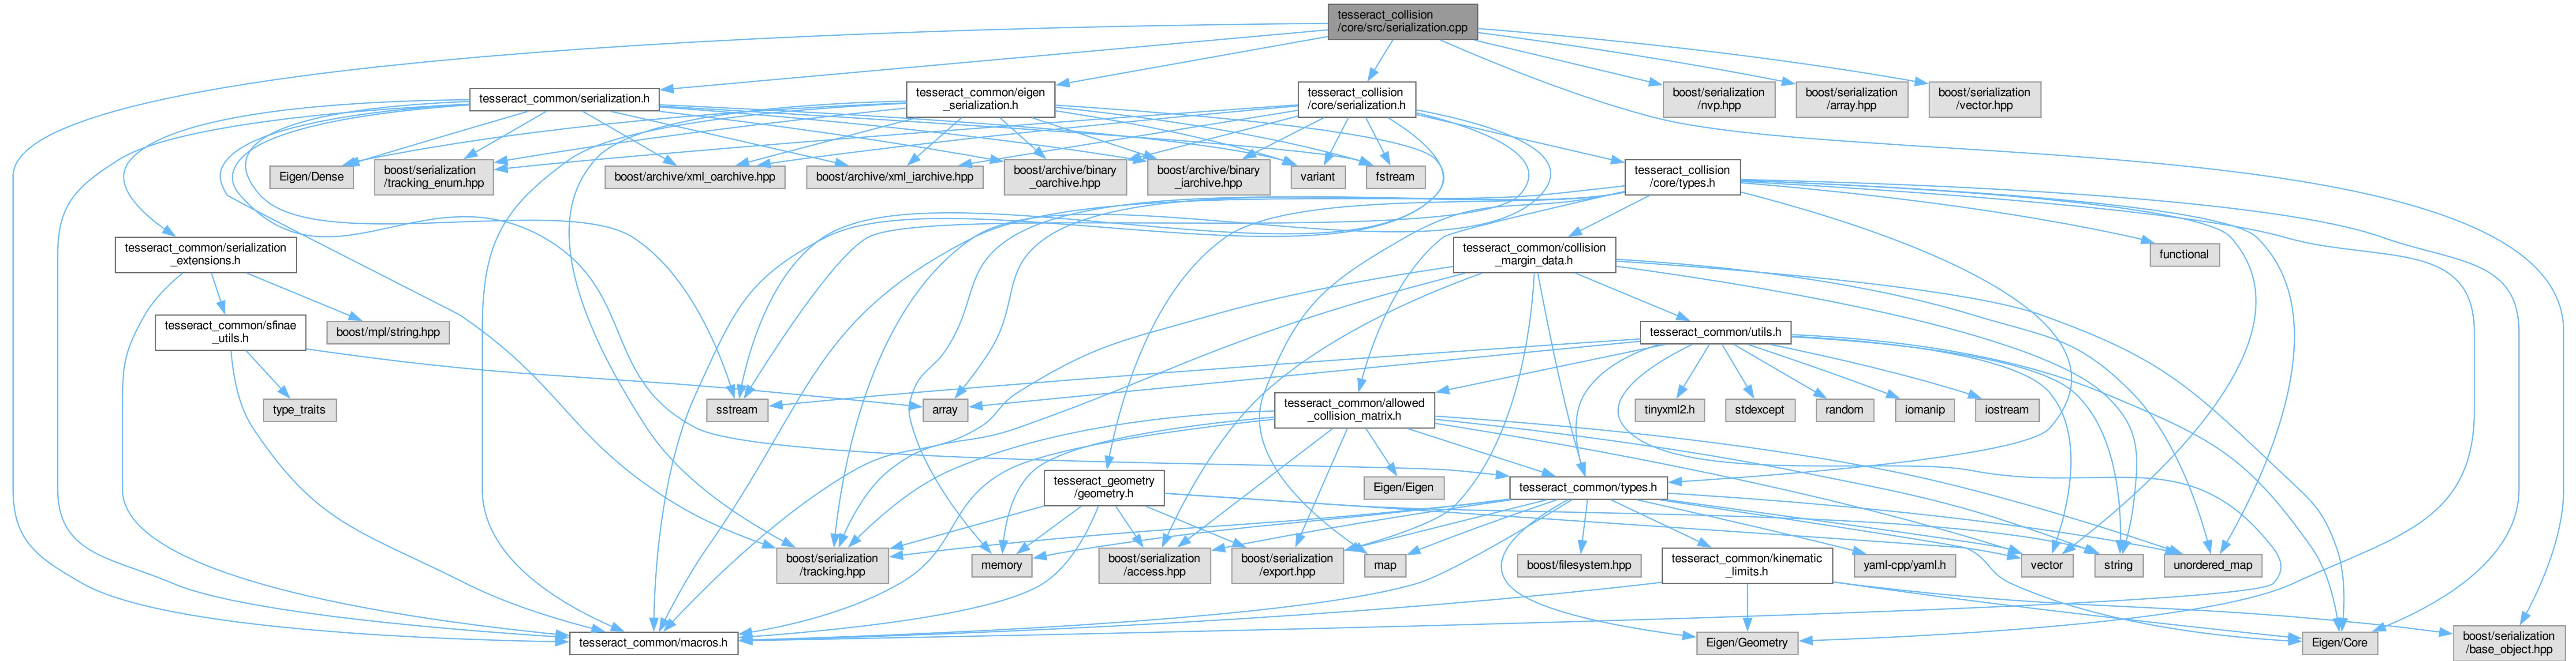 tesseract_collision
/core/src/serialization.cpp
tesseract_common/serialization.h
tesseract_common/eigen
_serialization.h
tesseract_collision
/core/serialization.h
boost/serialization
/nvp.hpp
boost/serialization
/array.hpp
boost/serialization
/vector.hpp
Eigen/Dense
boost/serialization
/tracking_enum.hpp
boost/archive/xml_oarchive.hpp
boost/archive/xml_iarchive.hpp
boost/archive/binary
_oarchive.hpp
boost/archive/binary
_iarchive.hpp
variant
fstream
tesseract_collision
/core/types.h
tesseract_common/serialization
_extensions.h
tesseract_common/collision
_margin_data.h
functional
tesseract_common/sfinae
_utils.h
boost/mpl/string.hpp
tesseract_common/utils.h
type_traits
sstream
array
tesseract_common/allowed
_collision_matrix.h
tinyxml2.h
stdexcept
random
iomanip
iostream
tesseract_geometry
/geometry.h
Eigen/Eigen
tesseract_common/types.h
boost/serialization
/tracking.hpp
memory
boost/serialization
/access.hpp
boost/serialization
/export.hpp
map
boost/filesystem.hpp
tesseract_common/kinematic
_limits.h
yaml-cpp/yaml.h
vector
string
unordered_map
tesseract_common/macros.h
Eigen/Geometry
Eigen/Core
boost/serialization
/base_object.hpp